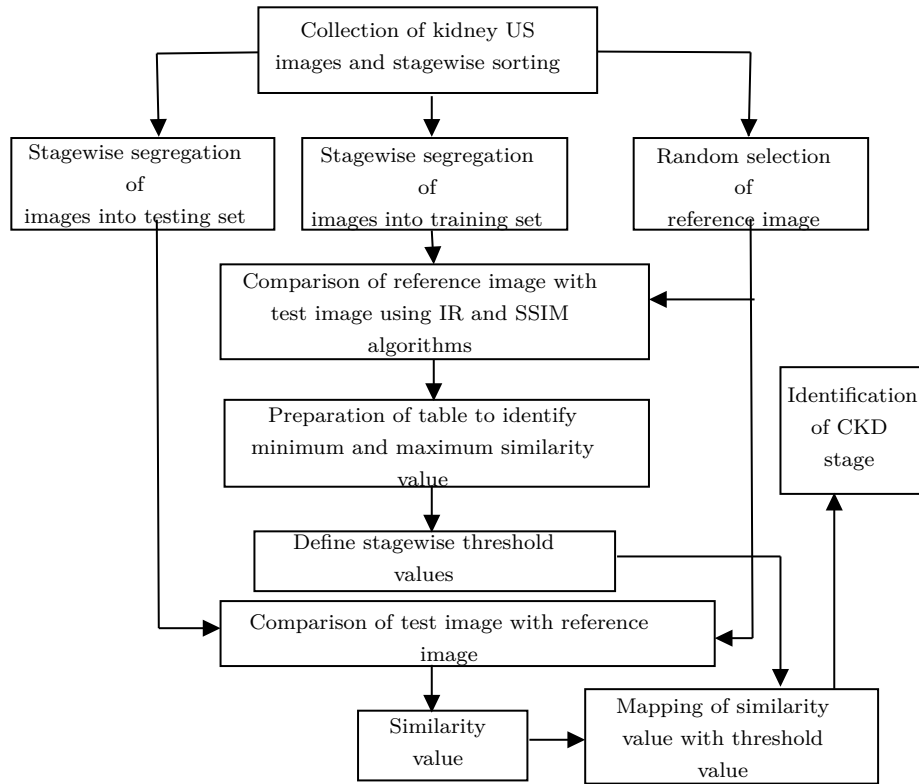 Collection of kidney US
images and stagewise sorting
Stagewise segregation
of
images into testing set
Stagewise segregation
of
images into training set
Random selection
of
reference image
Comparison of reference image with
test image using IR and SSIM
algorithms
Preparation of table to identify
minimum and maximum similarity
value
Identification
of CKD
stage
Define stagewise threshold
values
Comparison of test image with reference
image
Similarity
value
Mapping of similarity
value with threshold
value